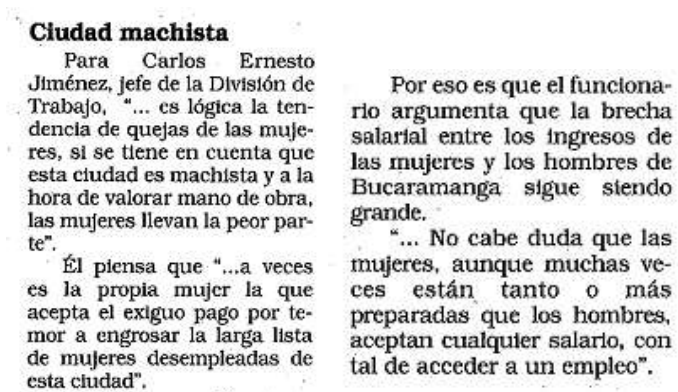 Ciudad machista
Para Carlos Ernesto
Jiménez, jefe de la División de
Trabajo, "... es lógica la ten-
dencia de quejas de las muje-
res, si se tiene en cuenta que
esta ciudad es machista y a la
hora de valorar mano de obra,
las mujeres llevan la peor par-
te".
Él piensa que "...a veces
es la propia mujer la que
acepta el exiguo pago por te-
mor a engrosar la larga lista
de mujeres desempleadas de
esta ciudad".
Por eso es que el funciona-
rio argumenta que la brecha
salarial entre los ingresos de
las mujeres y los hombres de
Bucaramanga sigue siendo
grande.
"... No cabe duda que las
mujeres, aunque muchas ve-
ces están tanto o más
preparadas que los hombres,
aceptan cualquier salario, con
tal de acceder a un empleo".